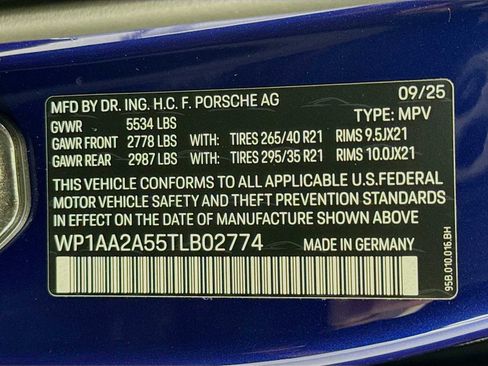 09/25
MFD BY DR. ING. H.C. F. PORSCHE AG TYPE: MPV
GVWR 5534 LBS
GAWR FRONT 2778 LBS WITH: TIRES 265/40 R21 RIMS 9.5JX21
GAWR REAR 2987 LBS WITH: TIRES 295/35 R21 RIMS 10.0JX21
THIS VEHICLE CONFORMS TO ALL APPLICABLE U.S.FEDERAL
MOTOR VEHICLE SAFETY AND THEFT PREVENTION STANDARDS
IN EFFECT ON THE DATE OF MANUFACTURE SHOWN ABOVE
WP1AA2A55TLB02774 MADE IN GERMANY
95B.010.016.BH